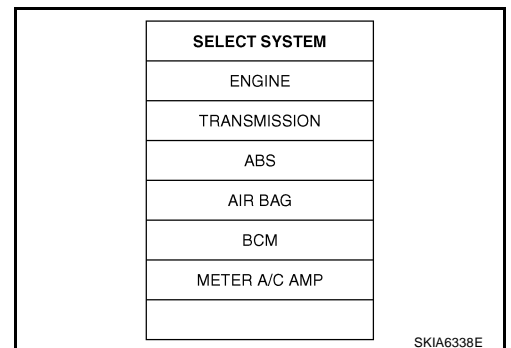 SELECT SYSTEM
ENGINE
TRANSMISSION
ABS
AIR BAG
BCM
METER A/C AMP
SKIA6338E